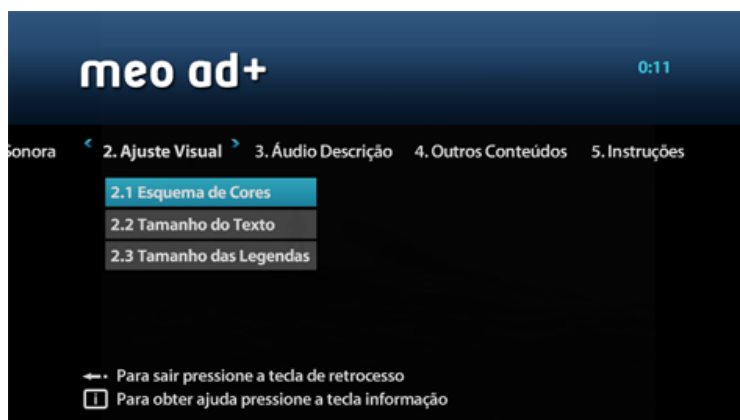 meo ad+
0:11
Sonora < 2. Ajuste Visual > 3. Áudio Descrição 4. Outros Conteúdos 5. Instruções
2.1 Esquema de Cores
2.2 Tamanho do Texto
2.3 Tamanho das Legendas
Para sair pressione a tecla de retrocesso
i Para obter ajuda pressione a tecla informação